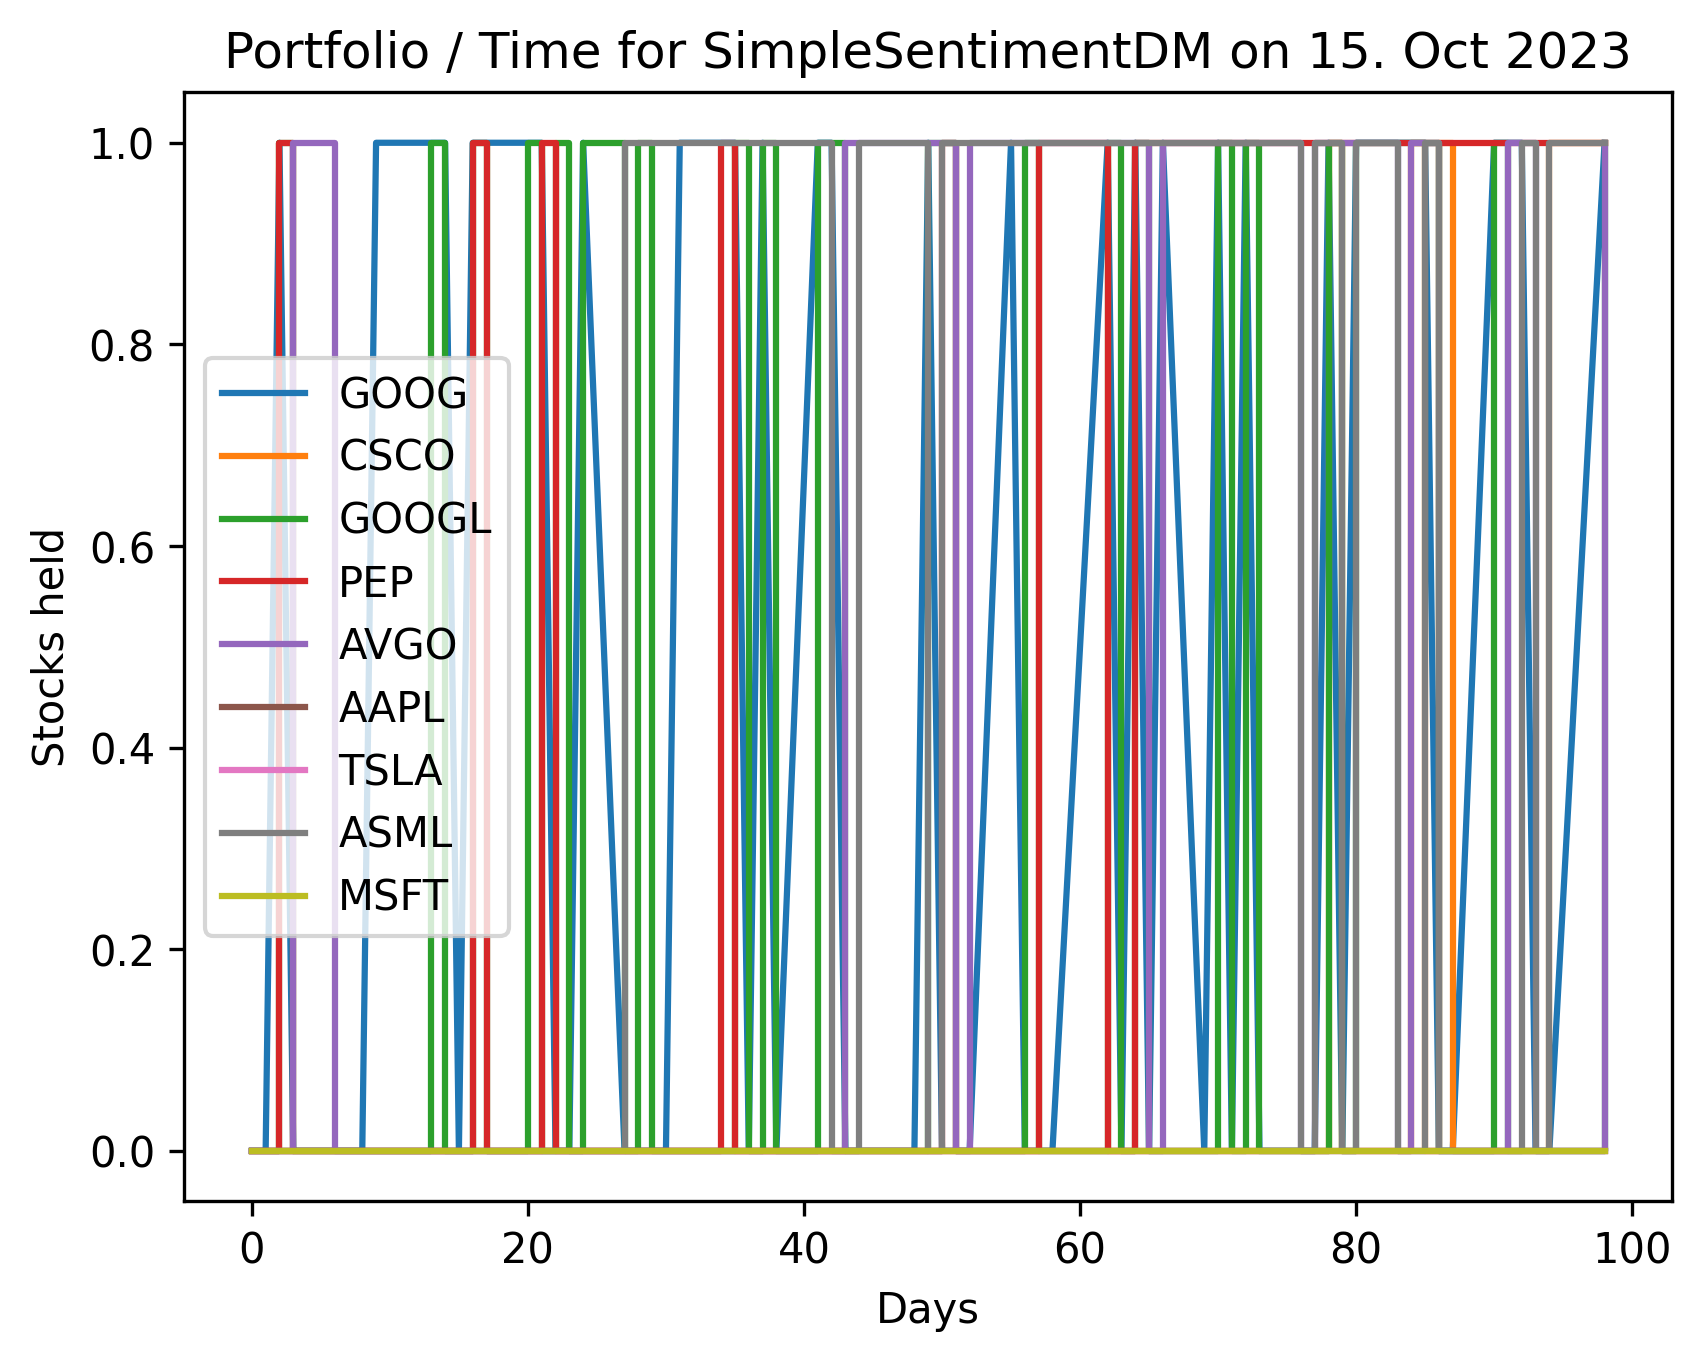 Portfolio / Time for SimpleSentimentDM on 15. Oct 2023
1.0
0.8
0.6
0.4
0.2
0.0
Stocks held
GOOG
CSCO
GOOGL
PEP
AVGO
AAPL
TSLA
ASML
MSFT
0 20 40 60 80 100
Days